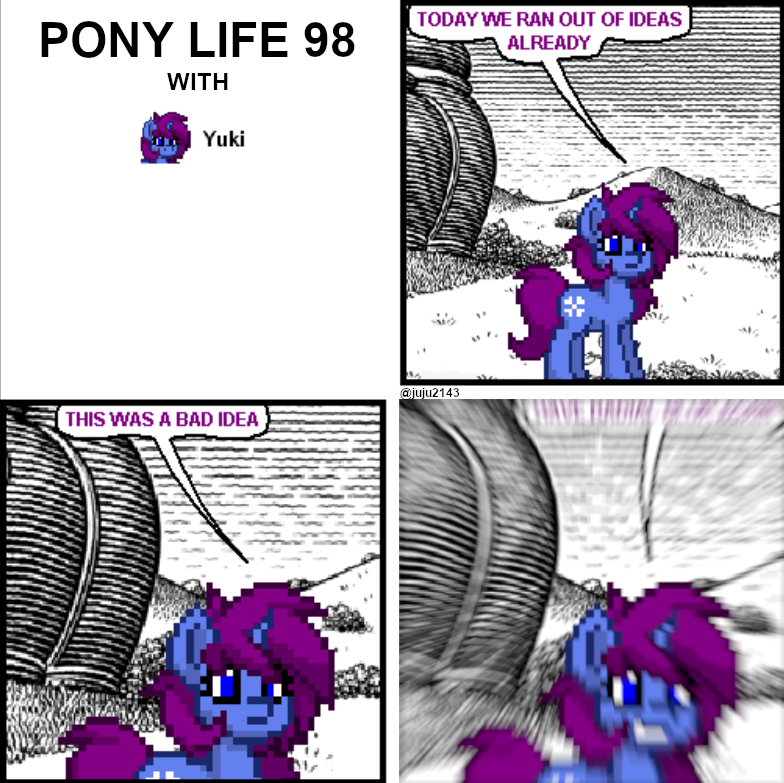 PONY LIFE 98
WITH
Yuki
TODAY WE RAN OUT OF IDEAS
ALREADY
@juju2143
THIS WAS A BAD IDEA